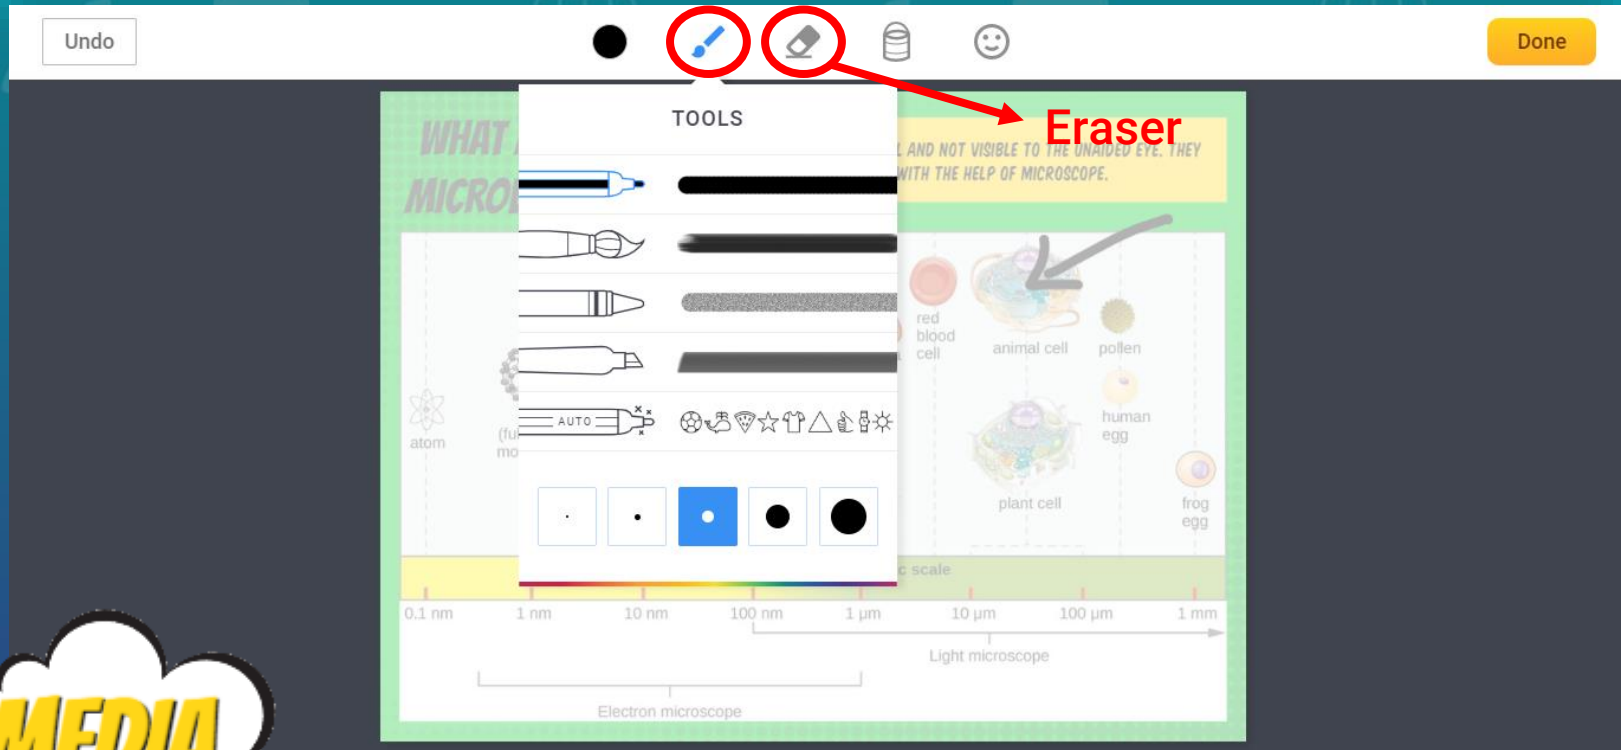 Undo
Done
TOOLS
Eraser
WHAT
MICRO
L AND NOT VISIBLE TO THE UNAIDED EYE. THEY
WITH THE HELP OF MICROSCOPE.
AUTO
red
blood
cell
animal cell
pollen
human
egg
atom
(fu
mo
plant cell
frog
egg
c scale
0.1 nm
1 nm
10 nm
100 nm
1 µm
10 µm
100 µm
1 mm
Light microscope
Electron microscope
MEDIA